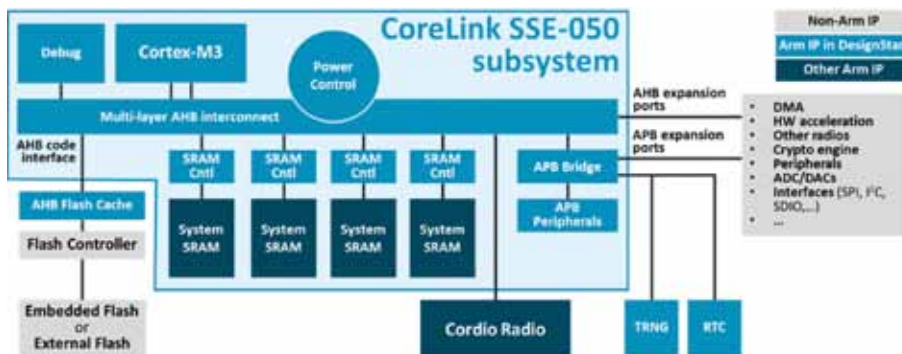 CoreLink SSE-050
subsystem
Debug
Cortex-M3
Power
Control
Multi-layer AHB interconnect
AHB code
interface
SRAM
Cntl
SRAM
Cntl
SRAM
Cntl
SRAM
Cntl
APB Bridge
AHB Flash Cache
System
SRAM
System
SRAM
System
SRAM
System
SRAM
APB
Peripherals
Flash Controller
Embedded Flash
or
External Flash
Cordio Radio
TRNG
RTC
Non-Arm IP
Arm IP in DesignStar
Other Arm IP
AHB expansion
ports
APB expansion
ports
• DMA
• HW acceleration
• Other radios
• Crypto engine
• Peripherals
• ADC/DACs
• Interfaces (SPI, I²C,
SDIO,...)
• ...